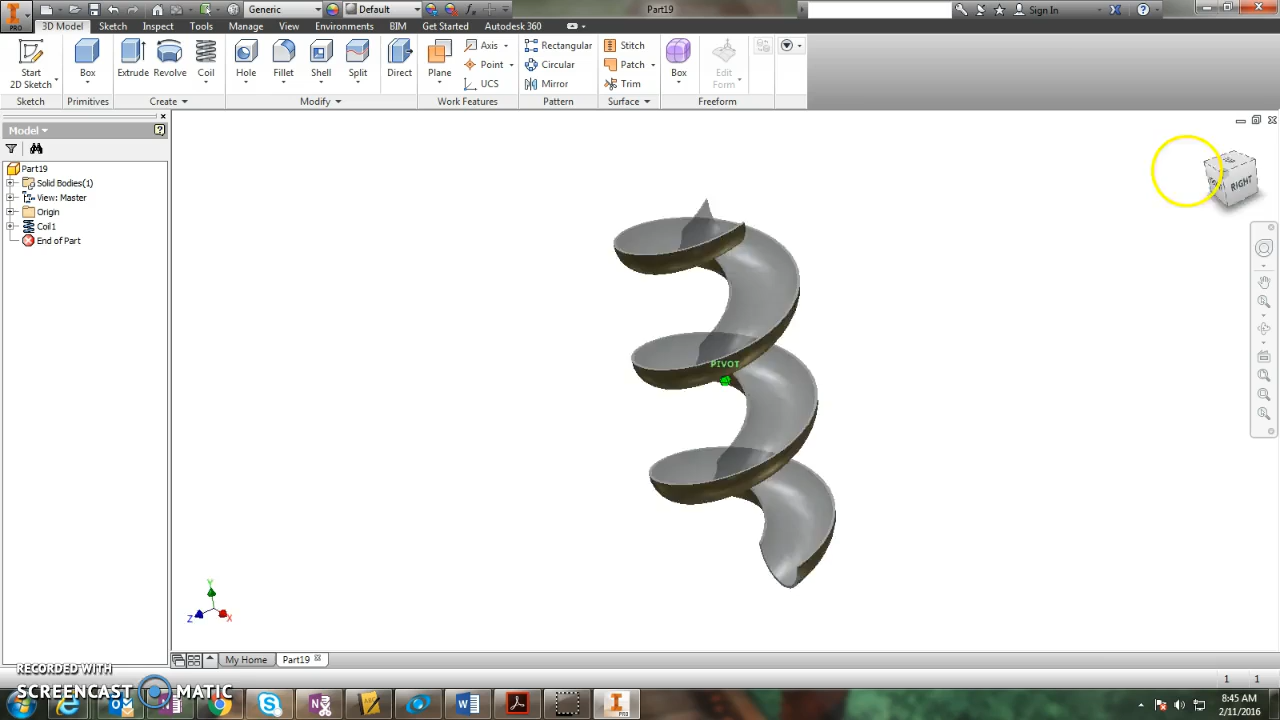 Generic
Default
Part19
Sign In
PRO
3D Model
Sketch
Inspect
Tools
Manage
View
Environments
BIM
Get Started
Autodesk 360
Start
2D Sketch
Box
Extrude
Revolve
Coil
Hole
Fillet
Shell
Split
Direct
Plane
Axis
Point
UCS
Rectangular
Circular
Mirror
Stitch
Patch
Trim
Box
Edit
Form
Sketch
Primitives
Create
Modify
Work Features
Pattern
Surface
Freeform
Model
Part19
Solid Bodies(1)
View: Master
Origin
Coil1
End of Part
RIGHT
PIVOT
Y
Z
X
My Home
Part19
1
1
RECORDED WITH
SCREENCAST
MATIC
PRO
8:45 AM
2/11/2016